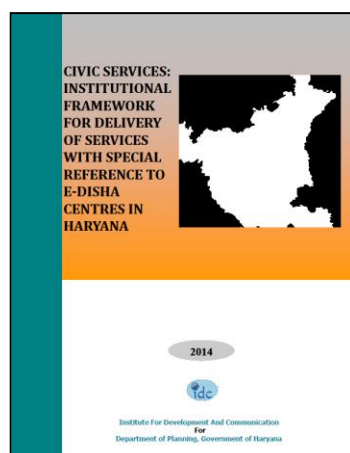 CIVIC SERVICES:
INSTITUTIONAL
FRAMEWORK
FOR DELIVERY
OF SERVICES
WITH SPECIAL
REFERENCE TO
E-DISHA
CENTRES IN
HARYANA
2014
idc
Institute For Development And Communication
For
Department of Planning, Government of Haryana